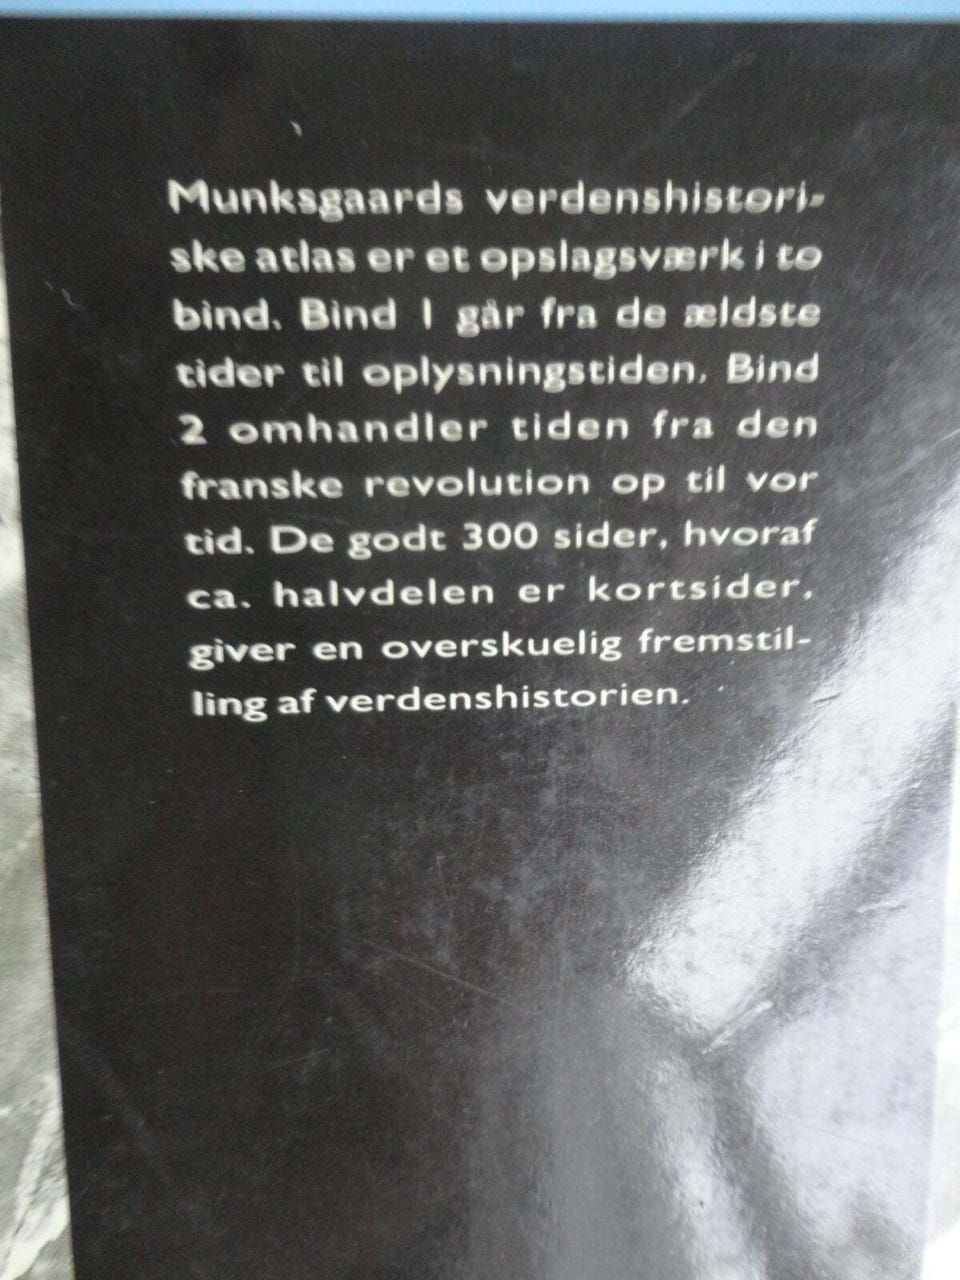 Munksgaards verdenshistori-
ske atlas er et opslagsværk i to
bind. Bind 1 går fra de ældste
tider til oplysningstiden. Bind
2 omhandler tiden fra den
franske revolution op til vor
tid. De godt 300 sider, hvoraf
ca. halvdelen er kortsider,
giver en overskuelig fremstil-
ling af verdenshistorien.